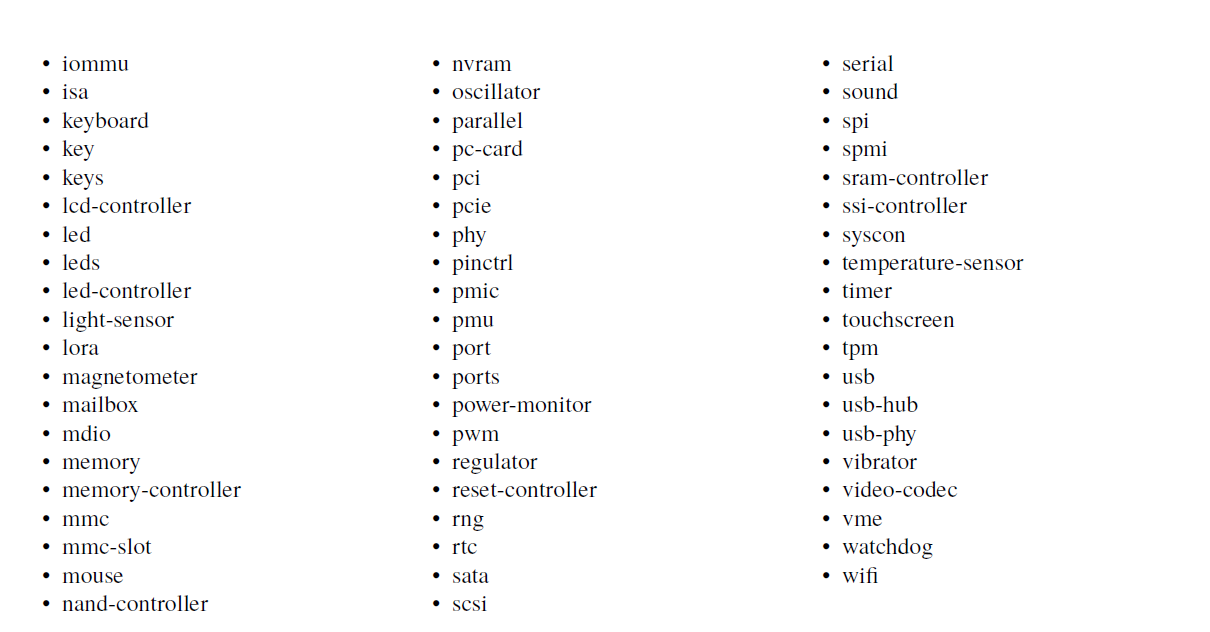 • iommu
• isa
• keyboard
• key
• keys
• lcd-controller
• led
• leds
• led-controller
• light-sensor
• lora
• magnetometer
• mailbox
• mdio
• memory
• memory-controller
• mmc
• mmc-slot
• mouse
• nand-controller
• nvram
• oscillator
• parallel
• pc-card
• pci
• pcie
• phy
• pinctrl
• pmic
• pmu
• port
• ports
• power-monitor
• pwm
• regulator
• reset-controller
• rng
• rtc
• sata
• scsi
• serial
• sound
• spi
• spmi
• sram-controller
• ssi-controller
• syscon
• temperature-sensor
• timer
• touchscreen
• tpm
• usb
• usb-hub
• usb-phy
• vibrator
• video-codec
• vme
• watchdog
• wifi